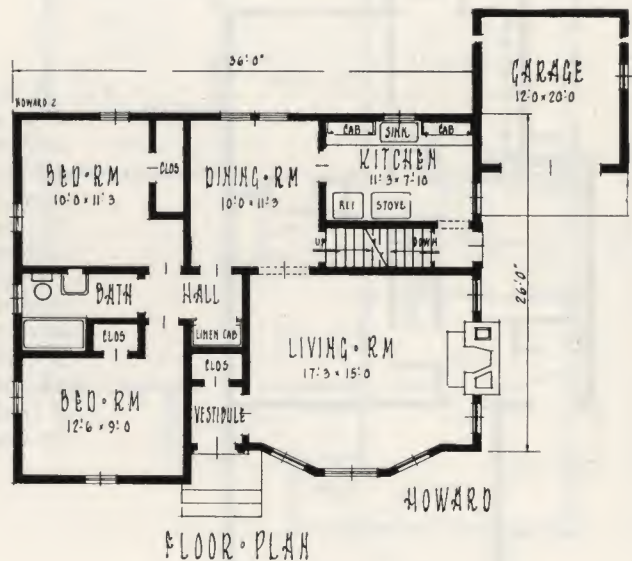 36'-0"
HOWARD 2
GARAGE
12'-0 x 20'-0
CAB
SINK
CAB
KITCHEN
11'-3 x 7'-10
REF
STOVE
BED-RM
10'-0 x 11'-3
CLOS
DINING-RM
10'-0 x 11'-3
UP
DOWN
26'-0"
BATH
HALL
CLOS
LINEN CAB
LIVING-RM
17'-3 x 15'-0
CLOS
BED-RM
12'-6 x 9'-0
VESTIBULE
HOWARD
FLOOR-PLAN